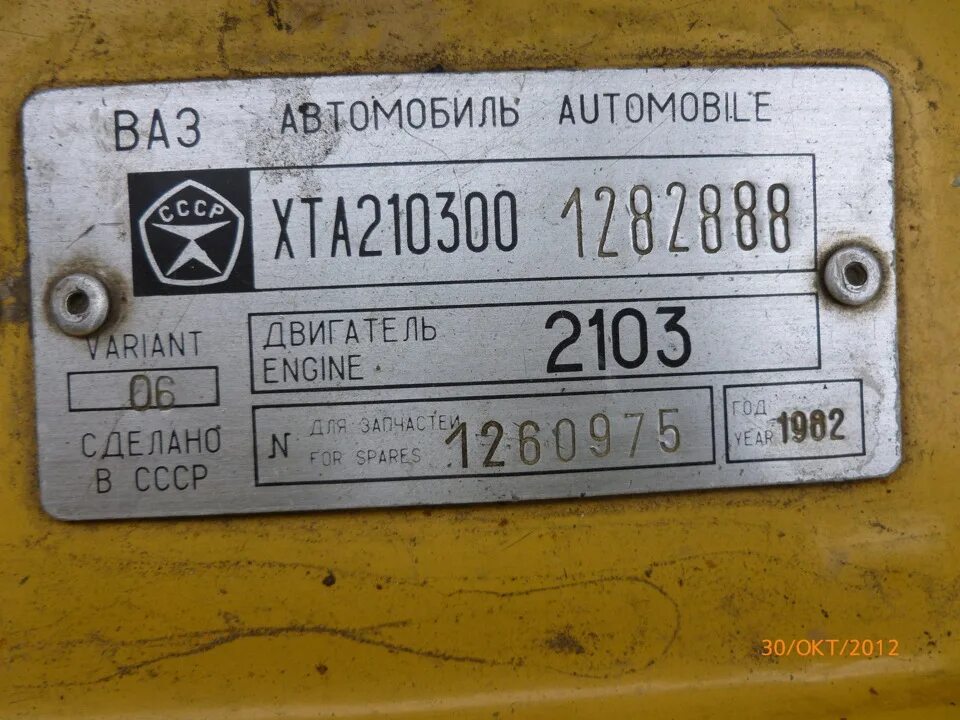 ВАЗ АВТОМОБИЛЬ AUTOMOBILE
СССР
XTA210300 1282888
VARIANT
06
СДЕЛАНО
В СССР
ДВИГАТЕЛЬ
ENGINE
2103
N ДЛЯ ЗАПЧАСТЕЙ
FOR SPARES
1260975
ГОД
YEAR
1982
30/ОКТ/2012